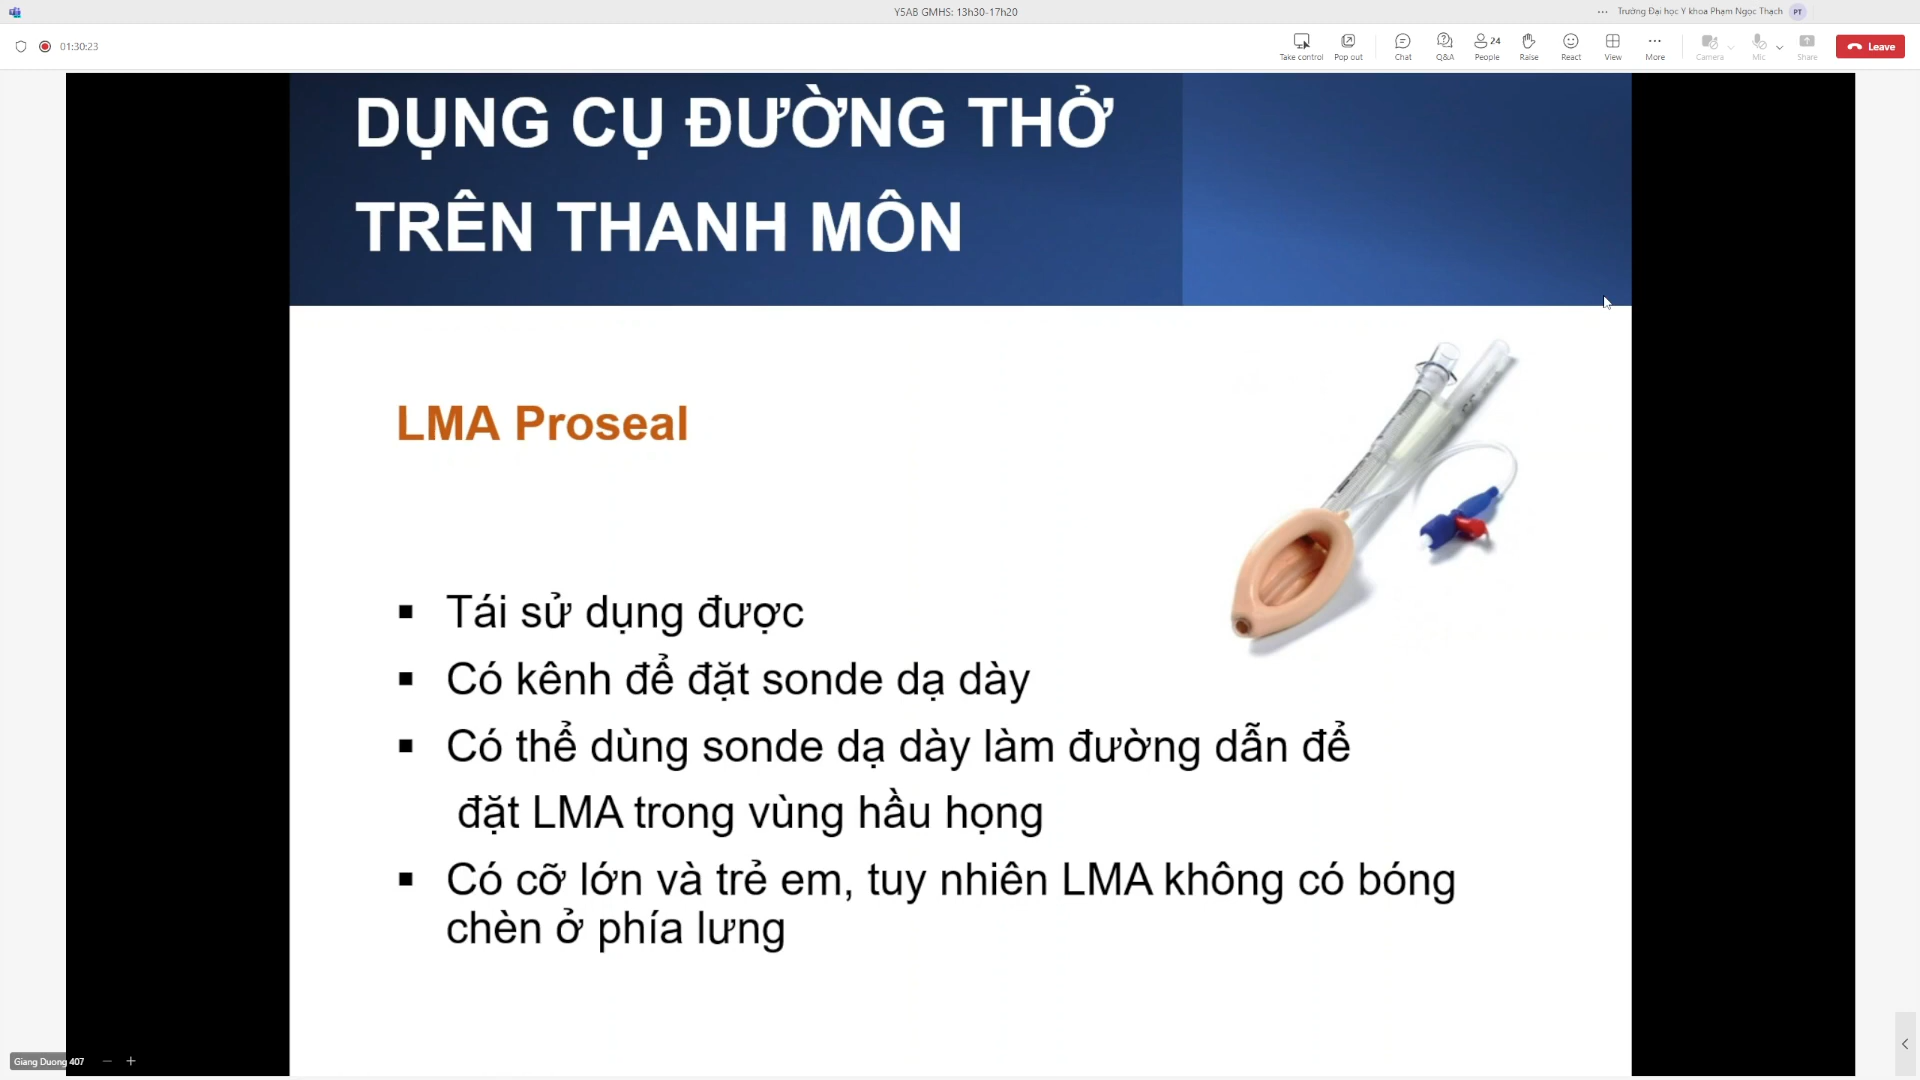 Y5AB GMHS: 13h30-17h20
Trường Đại học Y khoa Phạm Ngọc Thạch PT
01:30:23
Take control
Pop out
Chat
Q&A
24
People
Raise
React
View
More
Camera
Mic
Share
Leave
DỤNG CỤ ĐƯỜNG THỞ
TRÊN THANH MÔN
LMA Proseal
▪ Tái sử dụng được
▪ Có kênh để đặt sonde dạ dày
▪ Có thể dùng sonde dạ dày làm đường dẫn để
đặt LMA trong vùng hầu họng
▪ Có cỡ lớn và trẻ em, tuy nhiên LMA không có bóng
chèn ở phía lưng
Giang Duong 407